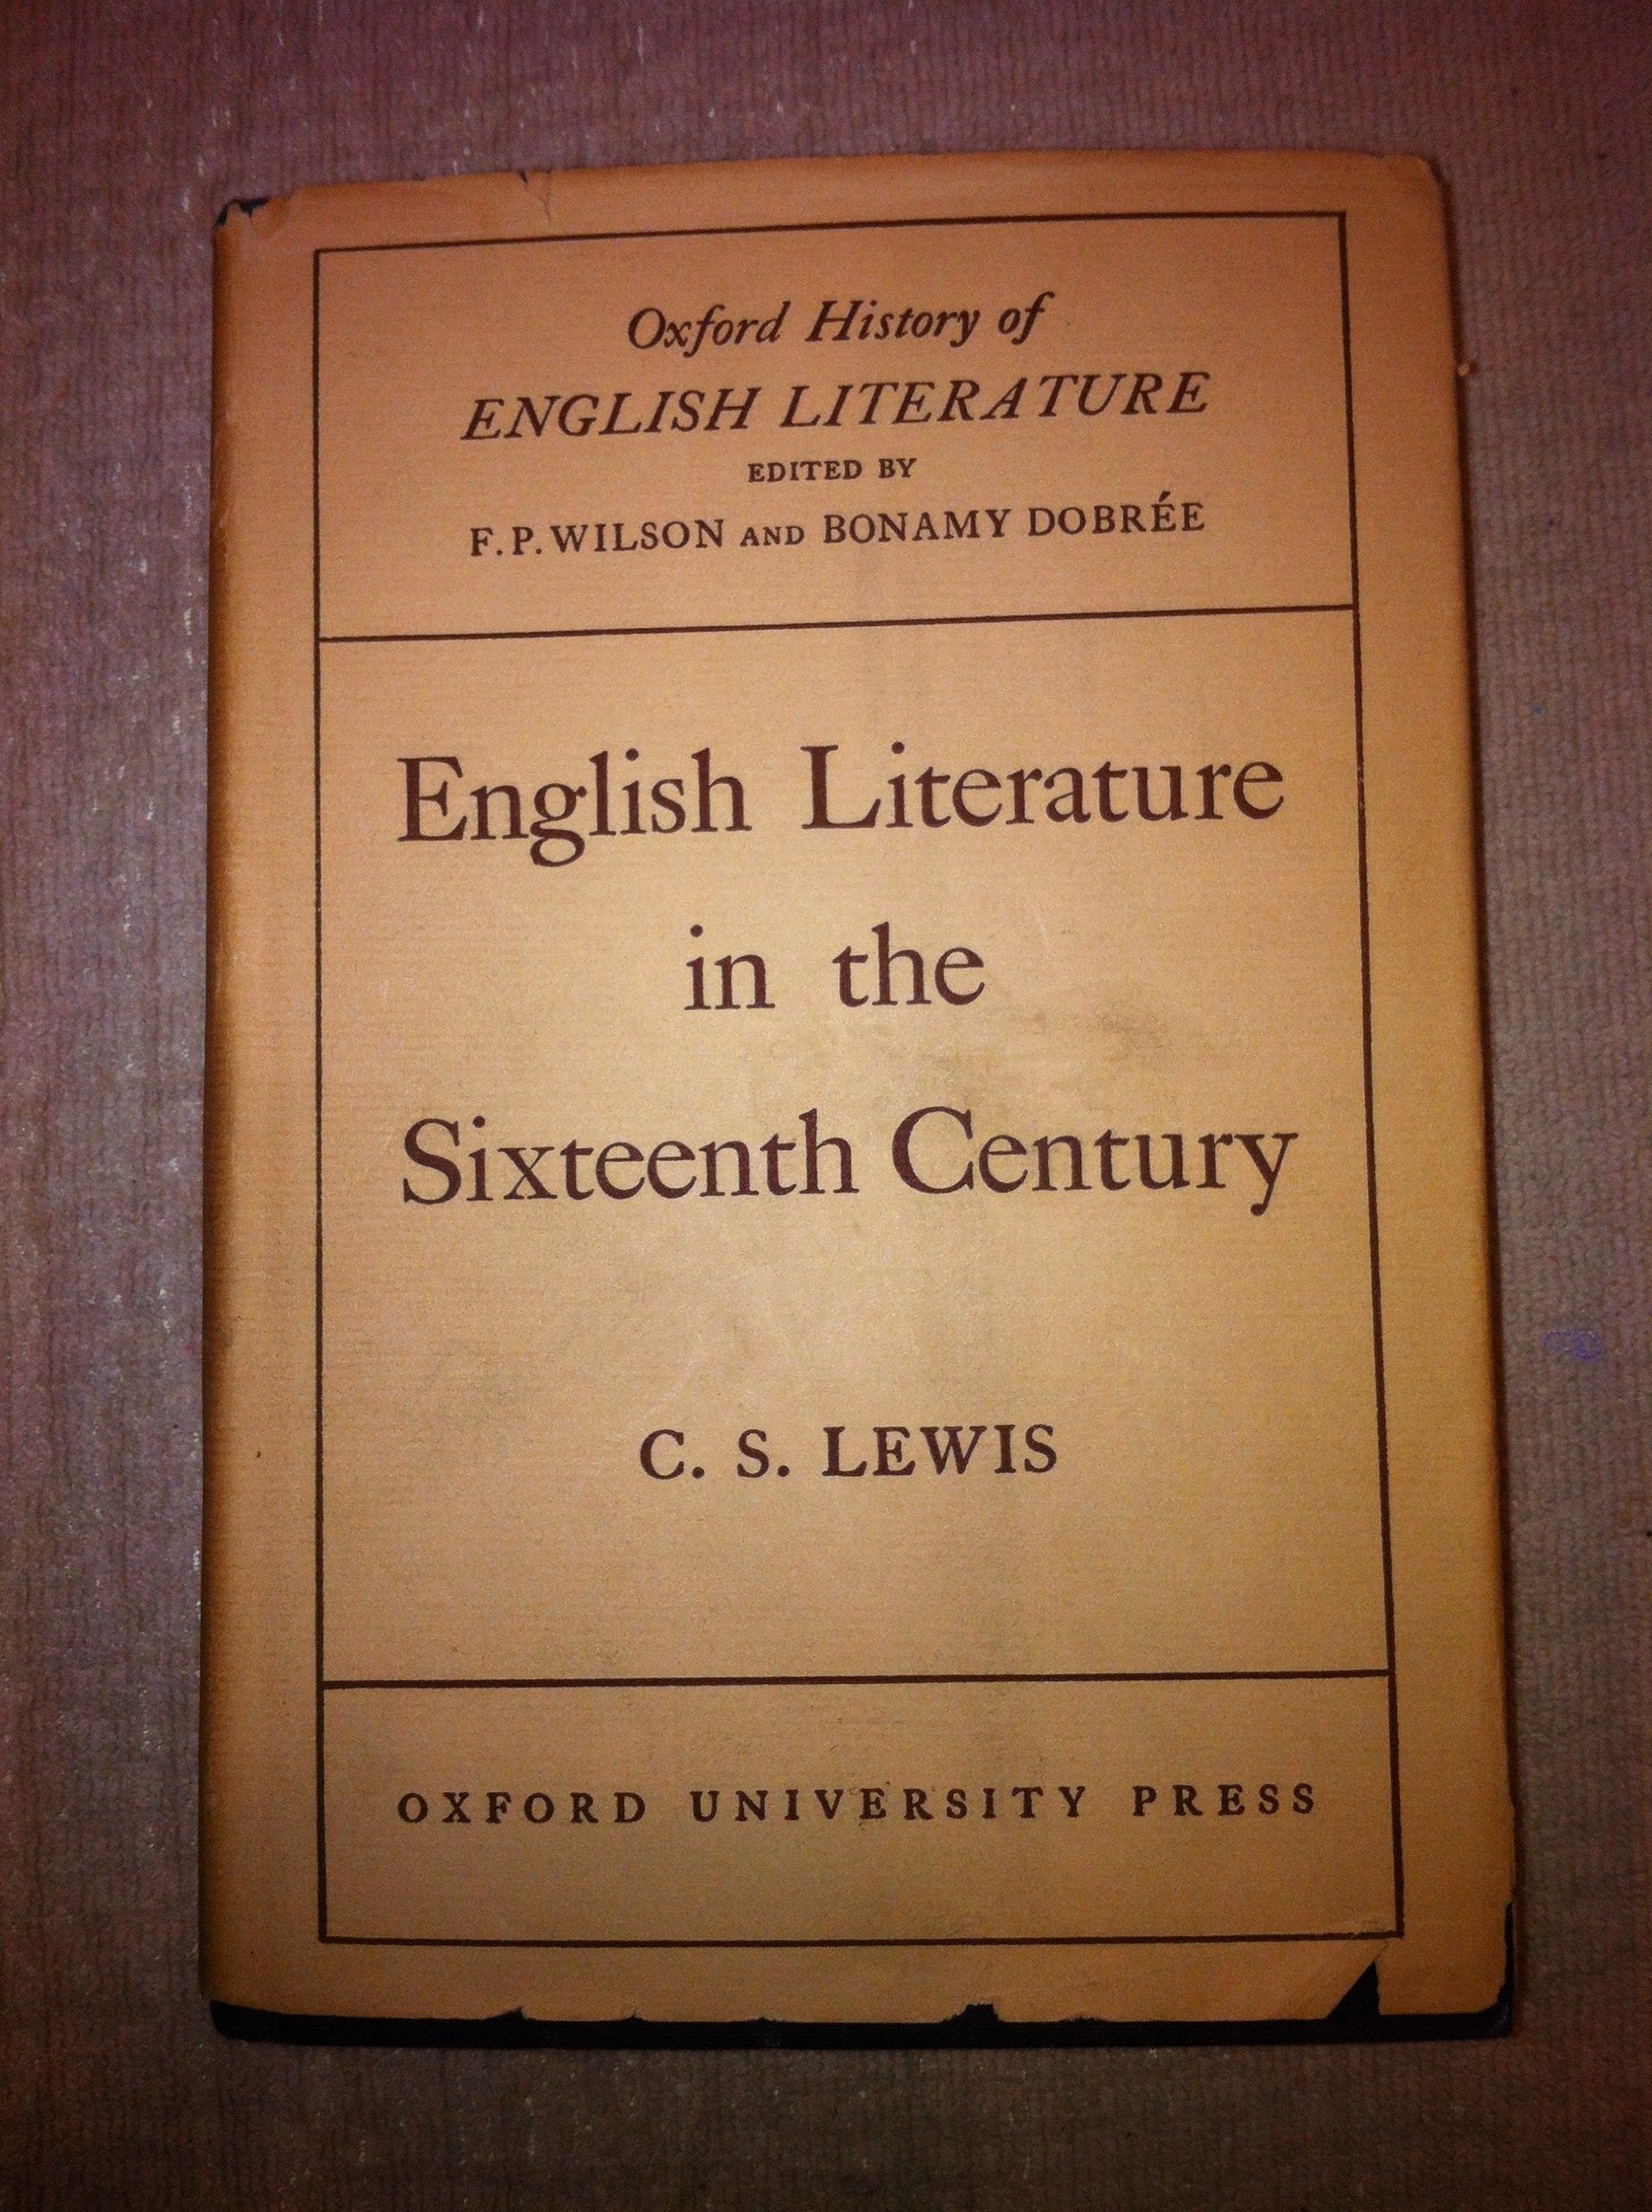 Oxford History of
ENGLISH LITERATURE
EDITED BY
F. P. WILSON AND BONAMY DOBRÉE
English Literature
in the
Sixteenth Century
C. S. LEWIS
OXFORD UNIVERSITY PRESS